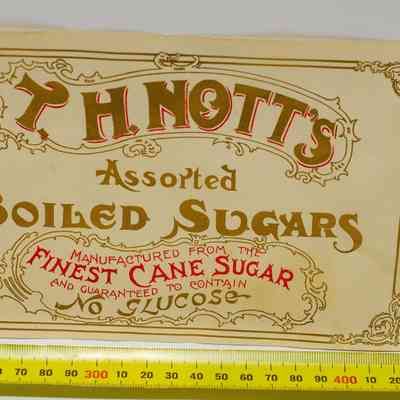 T. H. NOTT'S
Assorted
BOILED SUGARS
MANUFACTURED FROM THE
FINEST CANE SUGAR
AND GUARANTEED TO CONTAIN
NO GLUCOSE
70 80 90 300 10 20 30 40 50 60 70 80 90 400 10 20